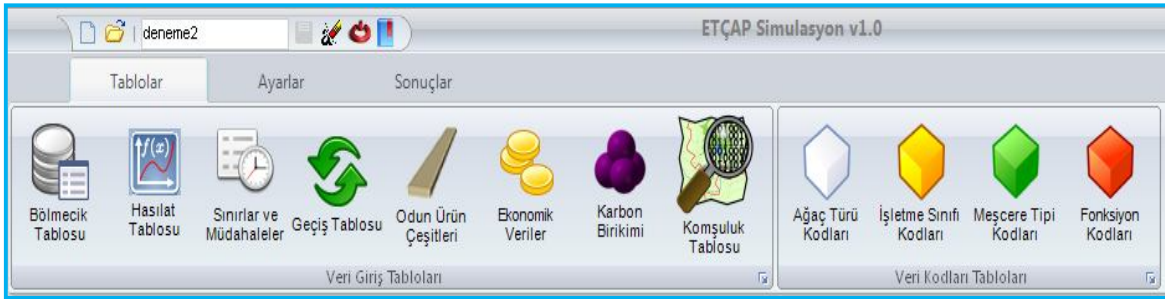 deneme2
ETÇAP Simulasyon v1.0
Tablolar
Ayarlar
Sonuçlar
Bölmecik
Tablosu
f(x)
Hasılat
Tablosu
Sınırlar ve
Müdahaleler
Geçiş Tablosu
Odun Ürün
Çeşitleri
Ekonomik
Veriler
Karbon
Birikimi
Komşuluk
Tablosu
Veri Giriş Tabloları
Ağaç Türü
Kodları
İşletme Sınıfı
Kodları
Meşcere Tipi
Kodları
Fonksiyon
Kodları
Veri Kodları Tabloları